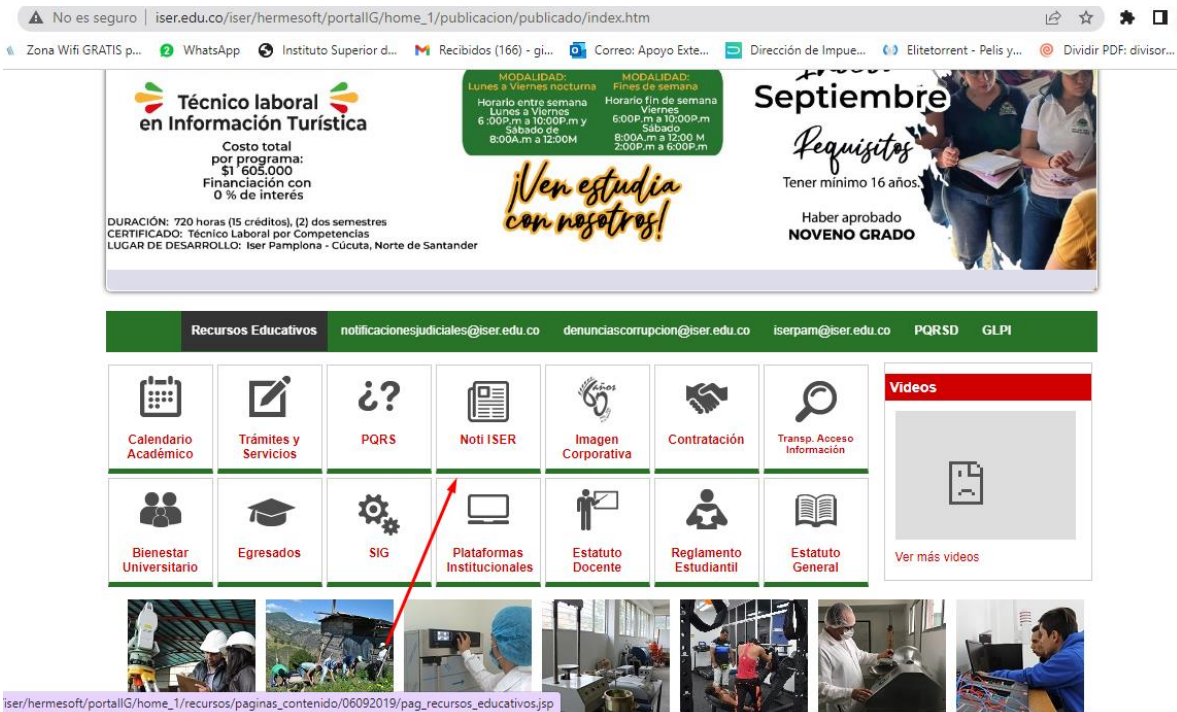 No es seguro | iser.edu.co/iser/hermesoft/portalIG/home_1/publicacion/publicado/index.htm
Zona Wifi GRATIS p... WhatsApp Instituto Superior d... Recibidos (166) - gi... Correo: Apoyo Exte... Dirección de Impue... Elitetorrent - Pelis y... Dividir PDF: divisor...
Técnico laboral
en Información Turística
Costo total
por programa:
$1´605.000
Financiación con
0 % de interés
DURACIÓN: 720 horas (15 créditos), (2) dos semestres
CERTIFICADO: Técnico Laboral por Competencias
LUGAR DE DESARROLLO: Iser Pamplona - Cúcuta, Norte de Santander
MODALIDAD:
Lunes a Viernes nocturna
Horario entre semana
Lunes a Viernes
6:00P.m a 10:00P.m y
Sábado de
8:00A.m a 12:00M
MODALIDAD:
Fines de semana
Horario fin de semana
Viernes
6:00P.m a 10:00P.m
Sábado
8:00A.m a 12:00 M
2:00P.m a 6:00P.m
¡Ven estudia
con nosotros!
Septiembre
Requisitos
Tener mínimo 16 años.
Haber aprobado
NOVENO GRADO
Recursos Educativos notificacionesjudiciales@iser.edu.co denunciascorrupcion@iser.edu.co iserpam@iser.edu.co PQRSD GLPI
¿?
60 años
Calendario
Académico
Trámites y
Servicios
PQRS
Noti ISER
Imagen
Corporativa
Contratación
Transp. Acceso
Información
Videos
Bienestar
Universitario
Egresados
SIG
Plataformas
Institucionales
Estatuto
Docente
Reglamento
Estudiantil
Estatuto
General
Ver más videos
iser/hermesoft/portalIG/home_1/recursos/paginas_contenido/06092019/pag_recursos_educativos.jsp